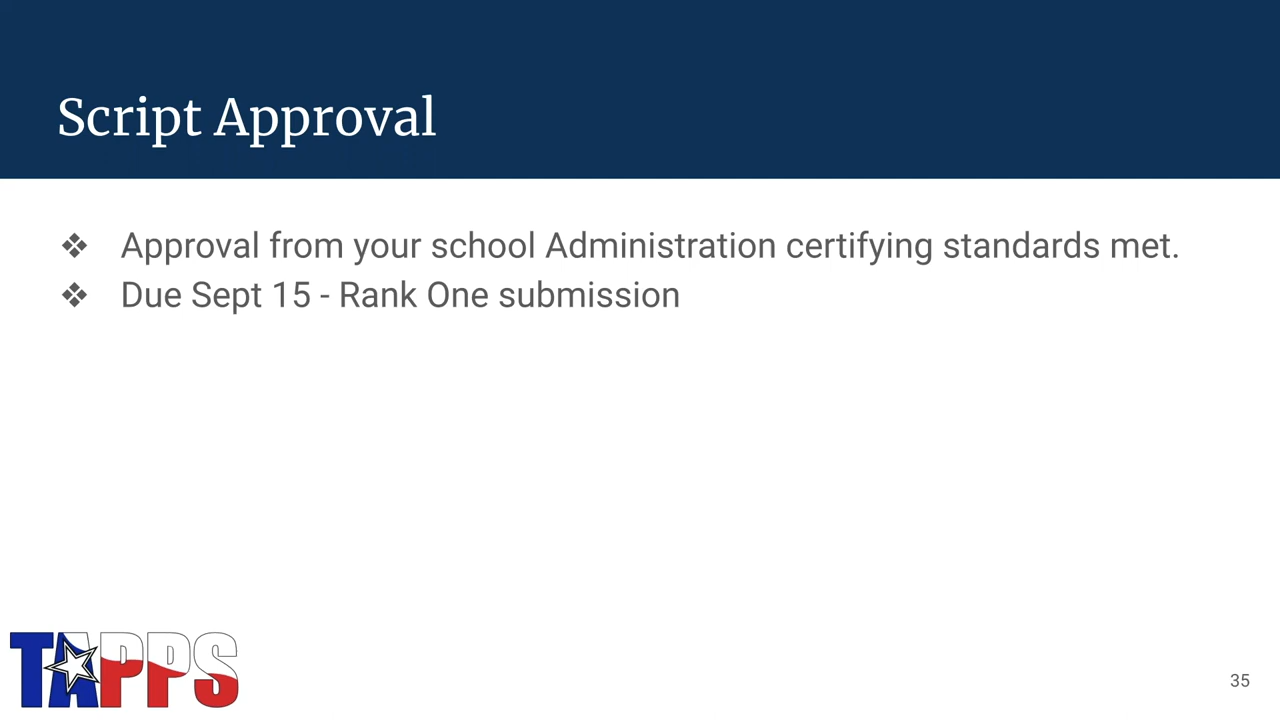 Script Approval
❖ Approval from your school Administration certifying standards met.
❖ Due Sept 15 - Rank One submission
TAPPS
35